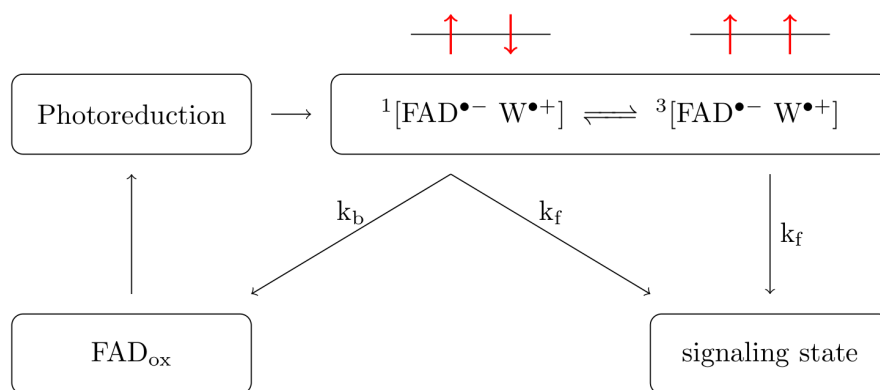 Photoreduction
¹[FAD•− W•+] ⇌ ³[FAD•− W•+]
k_b
k_f
k_f
FAD_ox
signaling state